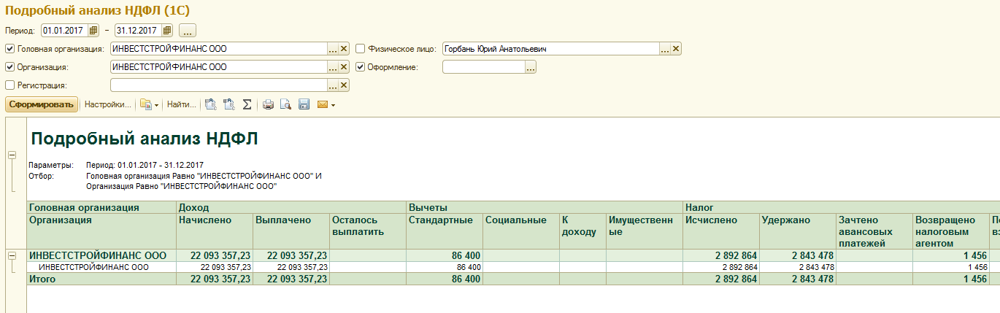 Подробный анализ НДФЛ (1С)
Период: 01.01.2017 – 31.12.2017 ...
Головная организация: ИНВЕСТСТРОЙФИНАНС ООО ... Физическое лицо: Горбань Юрий Анатольевич ...
Организация: ИНВЕСТСТРОЙФИНАНС ООО ... Оформление: ...
Регистрация: ...
Сформировать Настройки... Найти...
Подробный анализ НДФЛ
Параметры: Период: 01.01.2017 - 31.12.2017
Отбор: Головная организация Равно "ИНВЕСТСТРОЙФИНАНС ООО" И
Организация Равно "ИНВЕСТСТРОЙФИНАНС ООО"
Головная организация Доход Вычеты Налог
Организация Начислено Выплачено Осталось Стандартные Социальные К Имущественн Исчислено Удержано Зачтено Возвращено
выплатить доходу ые авансовых налоговым
платежей агентом
ИНВЕСТСТРОЙФИНАНС ООО 22 093 357,23 22 093 357,23 86 400 2 892 864 2 843 478 1 456
ИНВЕСТСТРОЙФИНАНС ООО 22 093 357,23 22 093 357,23 86 400 2 892 864 2 843 478 1 456
Итого 22 093 357,23 22 093 357,23 86 400 2 892 864 2 843 478 1 456